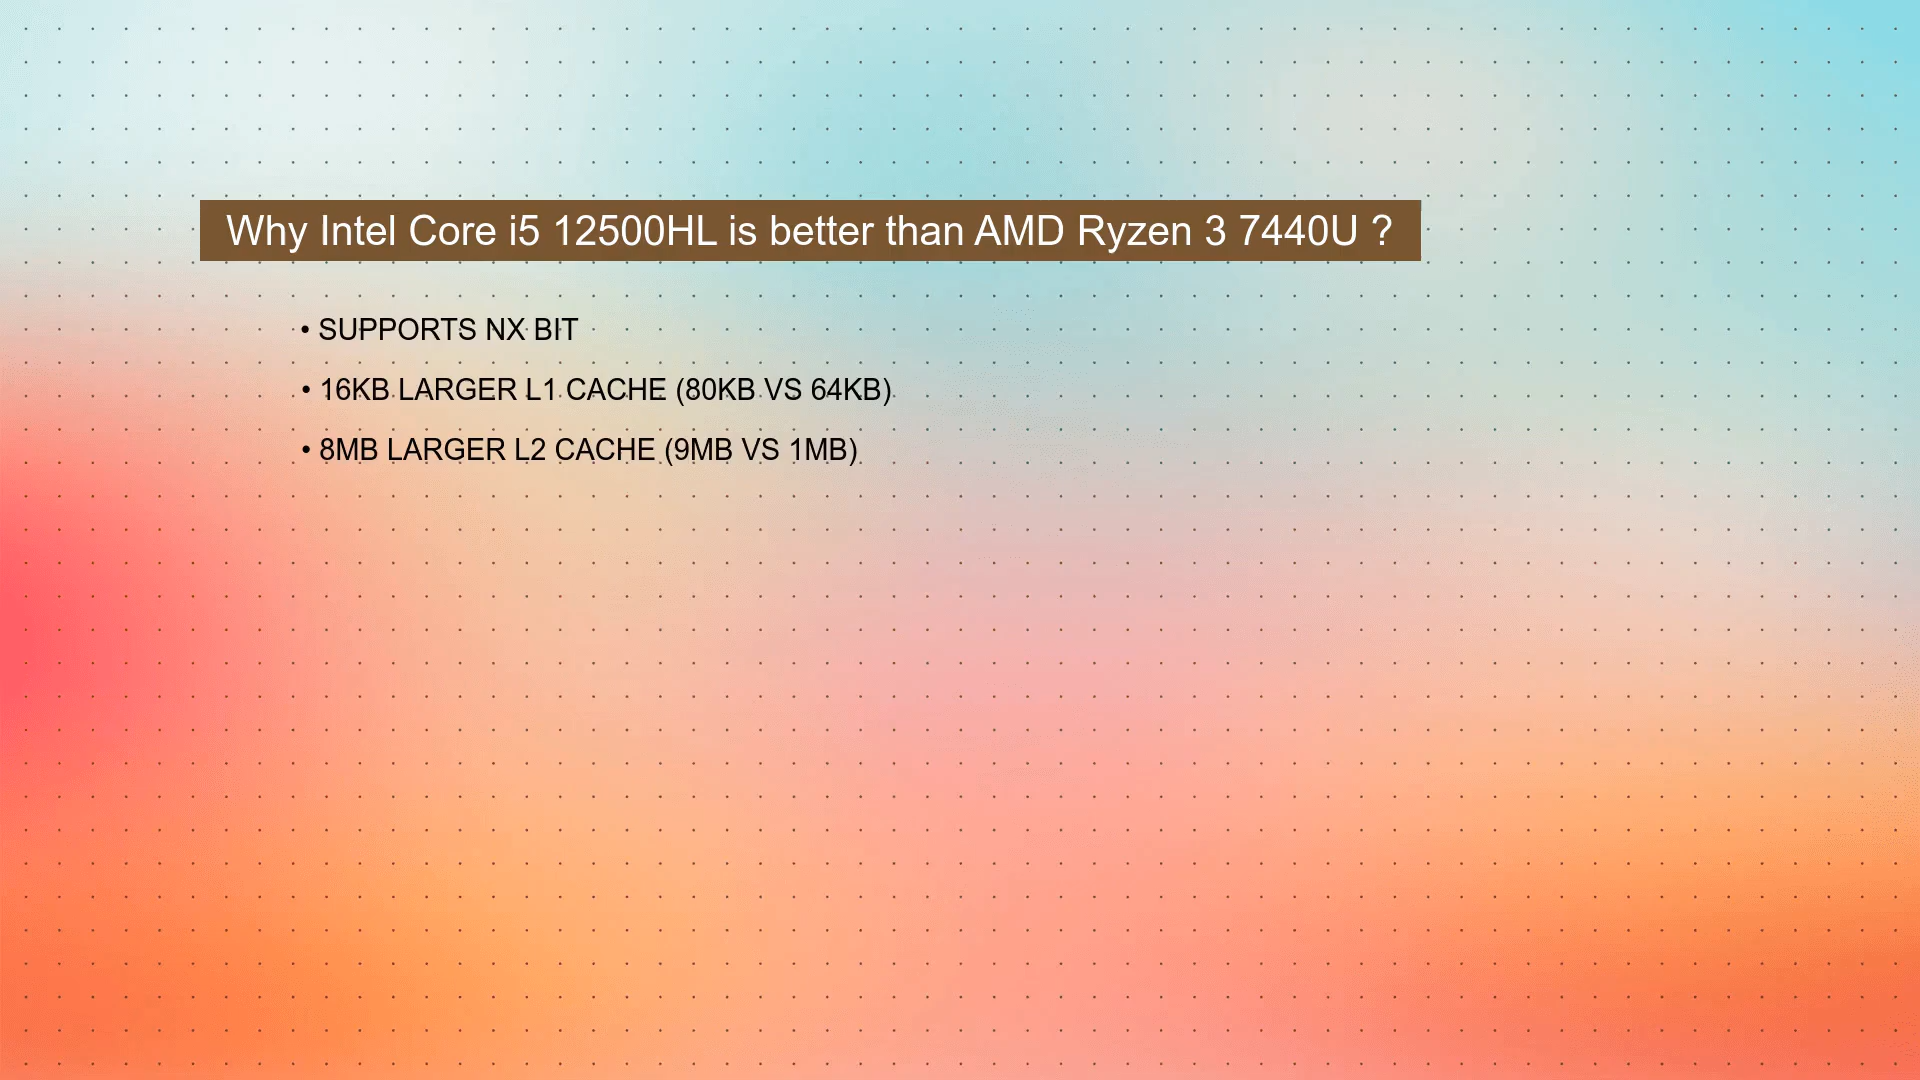 Why Intel Core i5 12500HL is better than AMD Ryzen 3 7440U ?
• SUPPORTS NX BIT
• 16KB LARGER L1 CACHE (80KB VS 64KB)
• 8MB LARGER L2 CACHE (9MB VS 1MB)